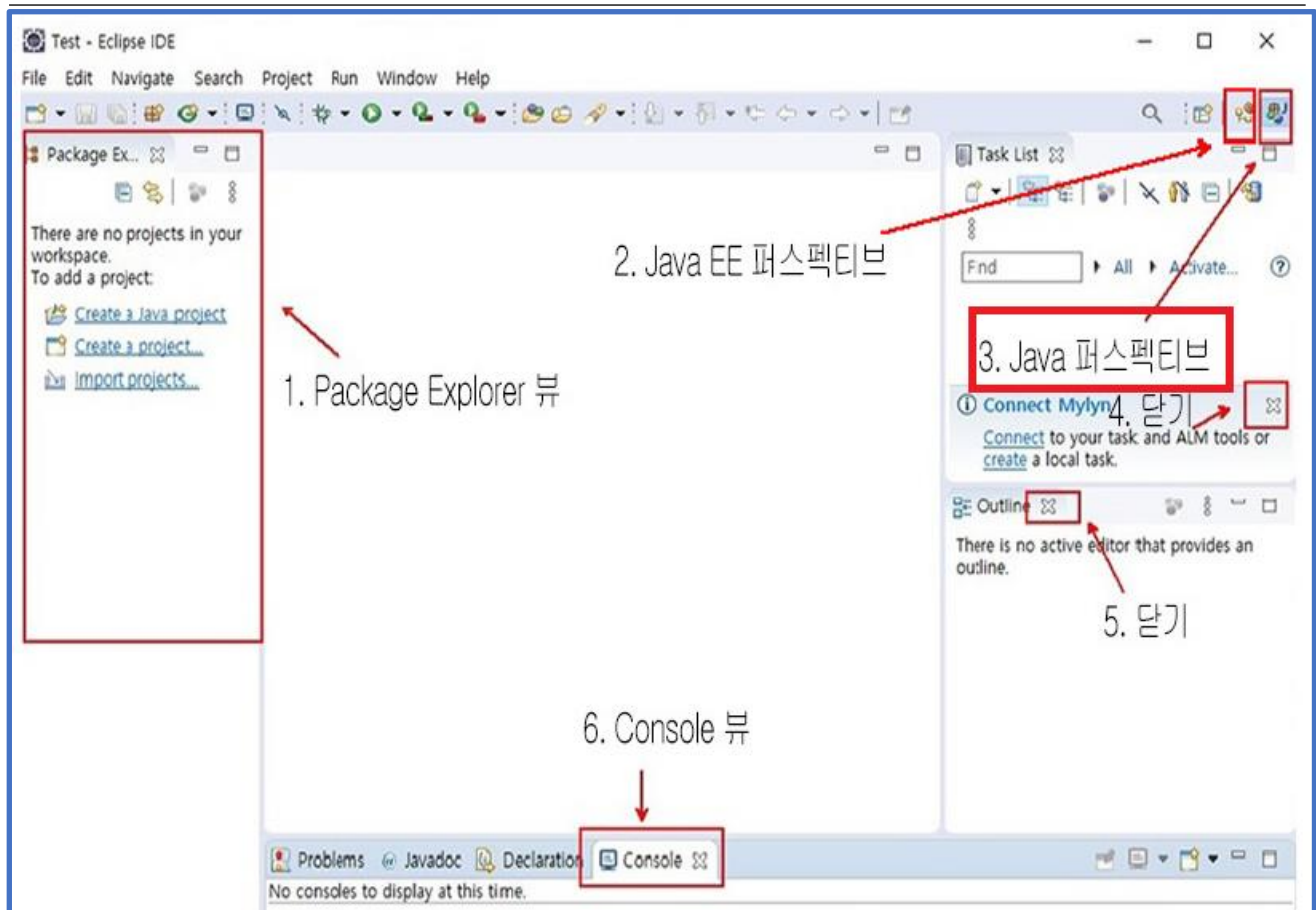 Test - Eclipse IDE
File Edit Navigate Search Project Run Window Help
Package Ex...
There are no projects in your
workspace.
To add a project:
Create a Java project
Create a project...
Import projects...
1. Package Explorer 뷰
2. Java EE 퍼스펙티브
Task List
Find All Activate...
3. Java 퍼스펙티브
4. 닫기
Connect Mylyn
Connect to your task and ALM tools or
create a local task.
Outline
There is no active editor that provides an
outline.
5. 닫기
6. Console 뷰
Problems Javadoc Declaration Console
No consoles to display at this time.